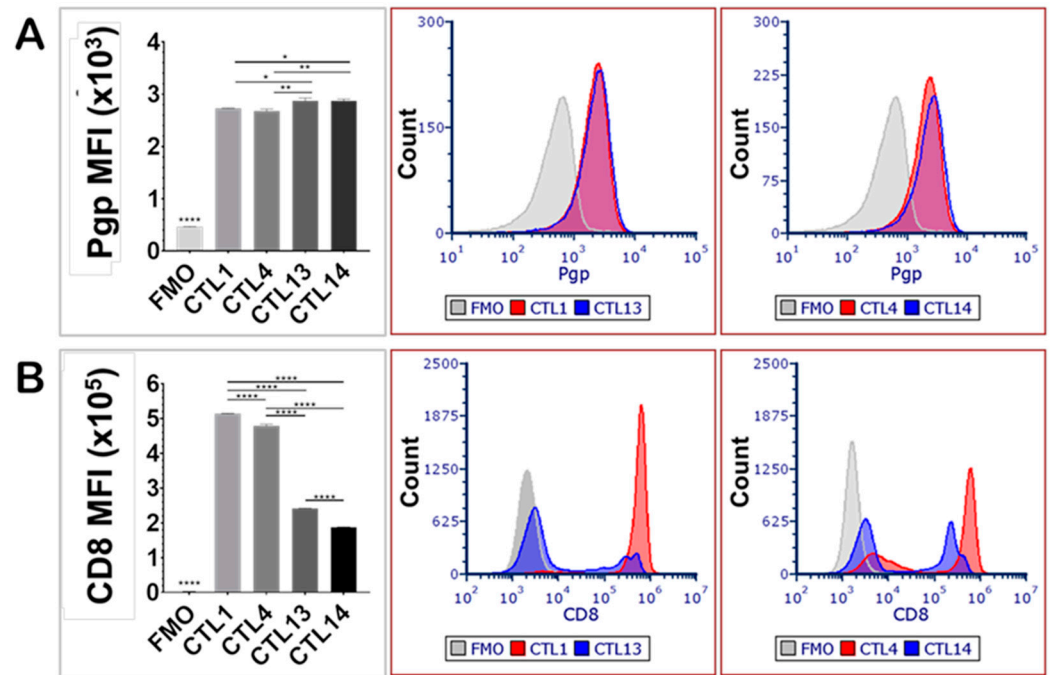 A
Pgp MFI (x10³)
4
3
2
1
0
****
*
**
*
**
FMO
CTL1
CTL4
CTL13
CTL14
Count
300
150
0
10¹ 10² 10³ 10⁴ 10⁵
Pgp
FMO CTL1 CTL13
Count
300
225
150
75
0
10¹ 10² 10³ 10⁴ 10⁵
Pgp
FMO CTL4 CTL14
B
CD8 MFI (x10⁵)
6
5
4
3
2
1
0
****
****
****
****
****
****
****
FMO
CTL1
CTL4
CTL13
CTL14
Count
2500
1875
1250
625
0
10² 10³ 10⁴ 10⁵ 10⁶ 10⁷
CD8
FMO CTL1 CTL13
Count
2500
1875
1250
625
0
10² 10³ 10⁴ 10⁵ 10⁶ 10⁷
CD8
FMO CTL4 CTL14